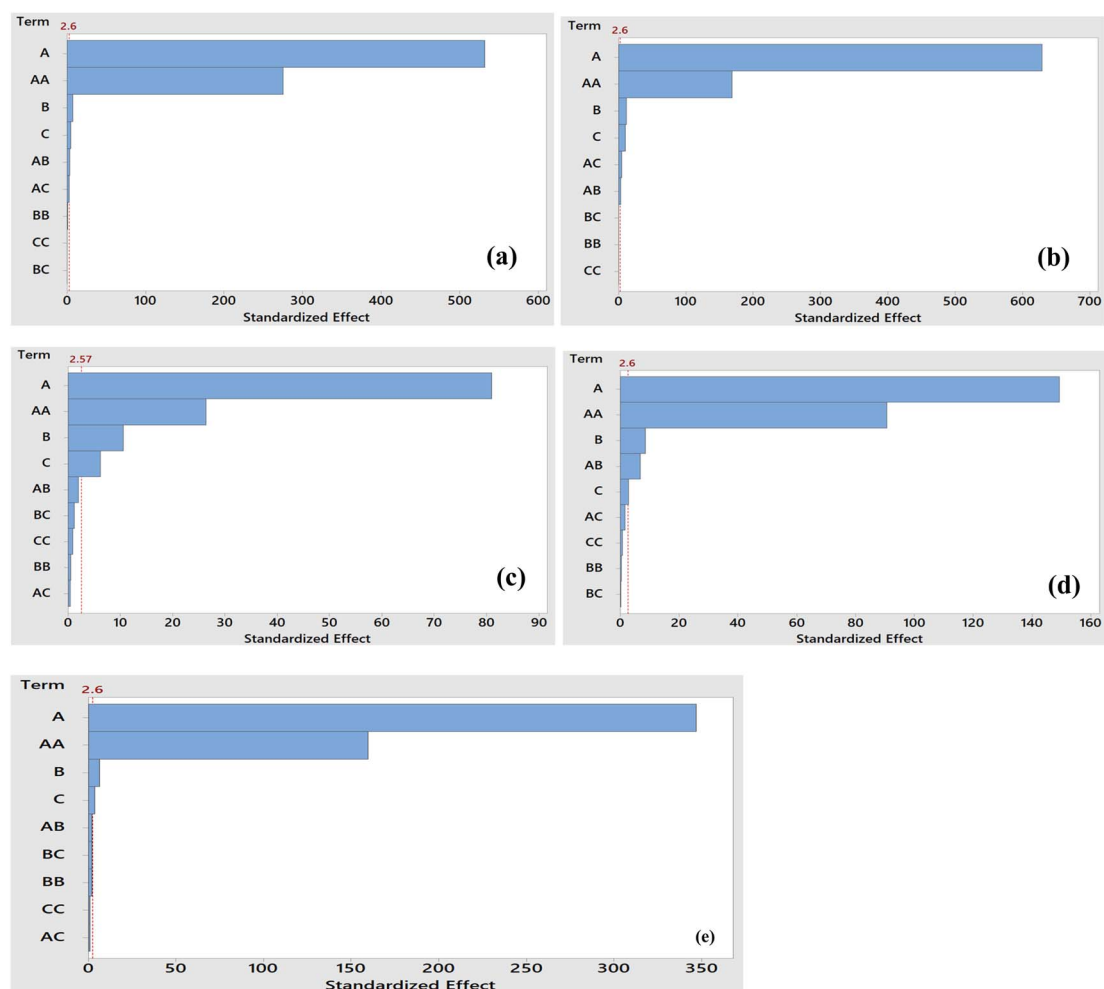 Term
2.6
A
AA
B
C
AB
AC
BB
CC
BC
0 100 200 300 400 500 600
Standardized Effect
(a)
Term
2.6
A
AA
B
C
AC
AB
BC
BB
CC
0 100 200 300 400 500 600 700
Standardized Effect
(b)
Term
2.57
A
AA
B
C
AB
BC
CC
BB
AC
0 10 20 30 40 50 60 70 80 90
Standardized Effect
(c)
Term
2.6
A
AA
B
AB
C
AC
CC
BB
BC
0 20 40 60 80 100 120 140 160
Standardized Effect
(d)
Term
2.6
A
AA
B
C
AB
BC
BB
CC
AC
0 50 100 150 200 250 300 350
Standardized Effect
(e)